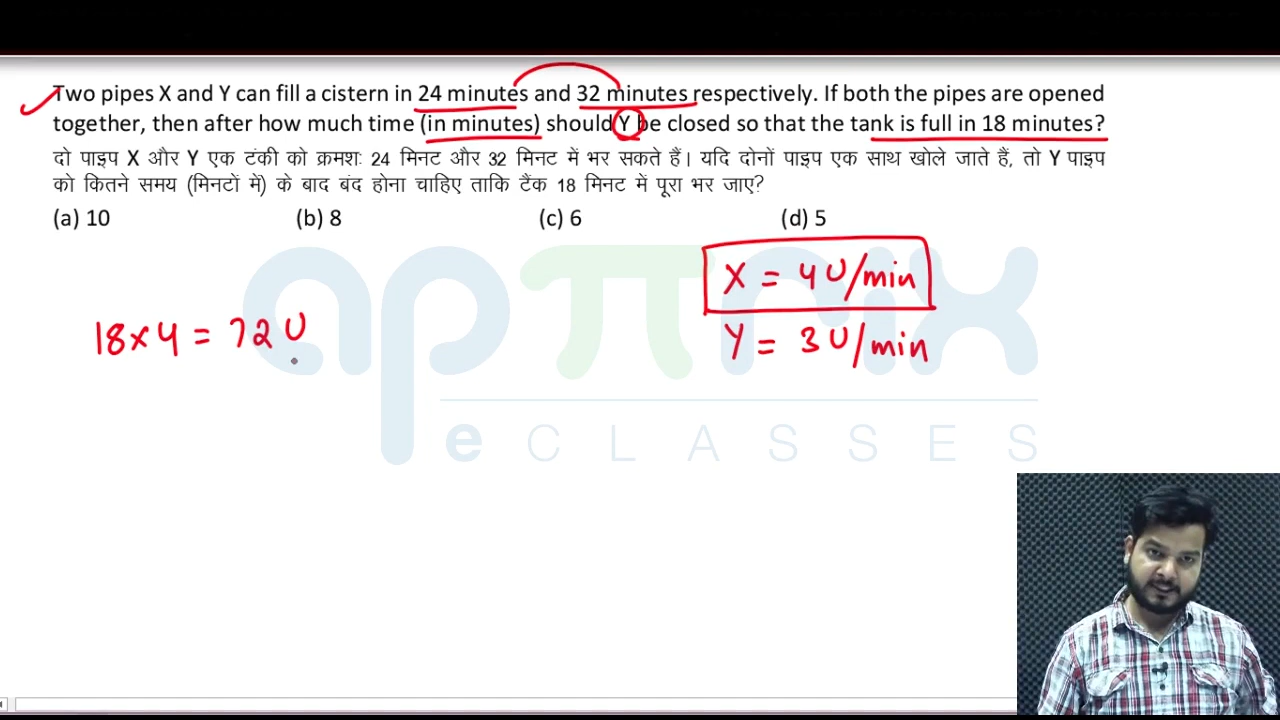 Two pipes X and Y can fill a cistern in 24 minutes and 32 minutes respectively. If both the pipes are opened
together, then after how much time (in minutes) should Y be closed so that the tank is full in 18 minutes?
दो पाइप X और Y एक टंकी को क्रमशः 24 मिनट और 32 मिनट में भर सकते हैं। यदि दोनों पाइप एक साथ खोले जाते हैं, तो Y पाइप
को कितने समय (मिनटों में) के बाद बंद होना चाहिए ताकि टैंक 18 मिनट में पूरा भर जाए?
(a) 10 (b) 8 (c) 6 (d) 5
X = 4U/min
18x4 = 72U
Y = 3U/min
apπnix
e CLASSES